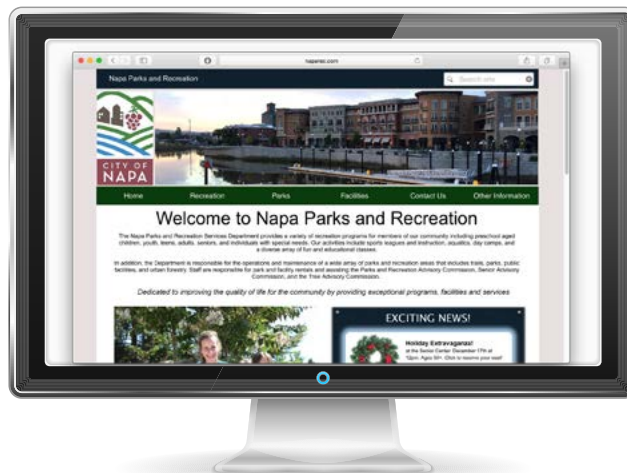 naparec.com
Napa Parks and Recreation
Search site
CITY OF
NAPA
Home Recreation Parks Facilities Contact Us Other Information
Welcome to Napa Parks and Recreation
The Napa Parks and Recreation Services Department provides a variety of recreation programs for members of our community including preschool aged
children, youth, teens, adults, seniors, and individuals with special needs. Our activities include sports leagues and instruction, aquatics, day camps, and
a diverse array of fun and educational classes.
In addition, the Department is responsible for the operations and maintenance of a wide array of parks and recreation areas that includes trails, parks, public
facilities, and urban forestry. Staff are responsible for park and facility rentals and assisting the Parks and Recreation Advisory Commission, Senior Advisory
Commission, and the Tree Advisory Commission.
Dedicated to improving the quality of life for the community by providing exceptional programs, facilities and services
EXCITING NEWS!
Holiday Extravaganza!
at the Senior Center December 17th at
12pm. Ages 50+. Click to reserve your seat!